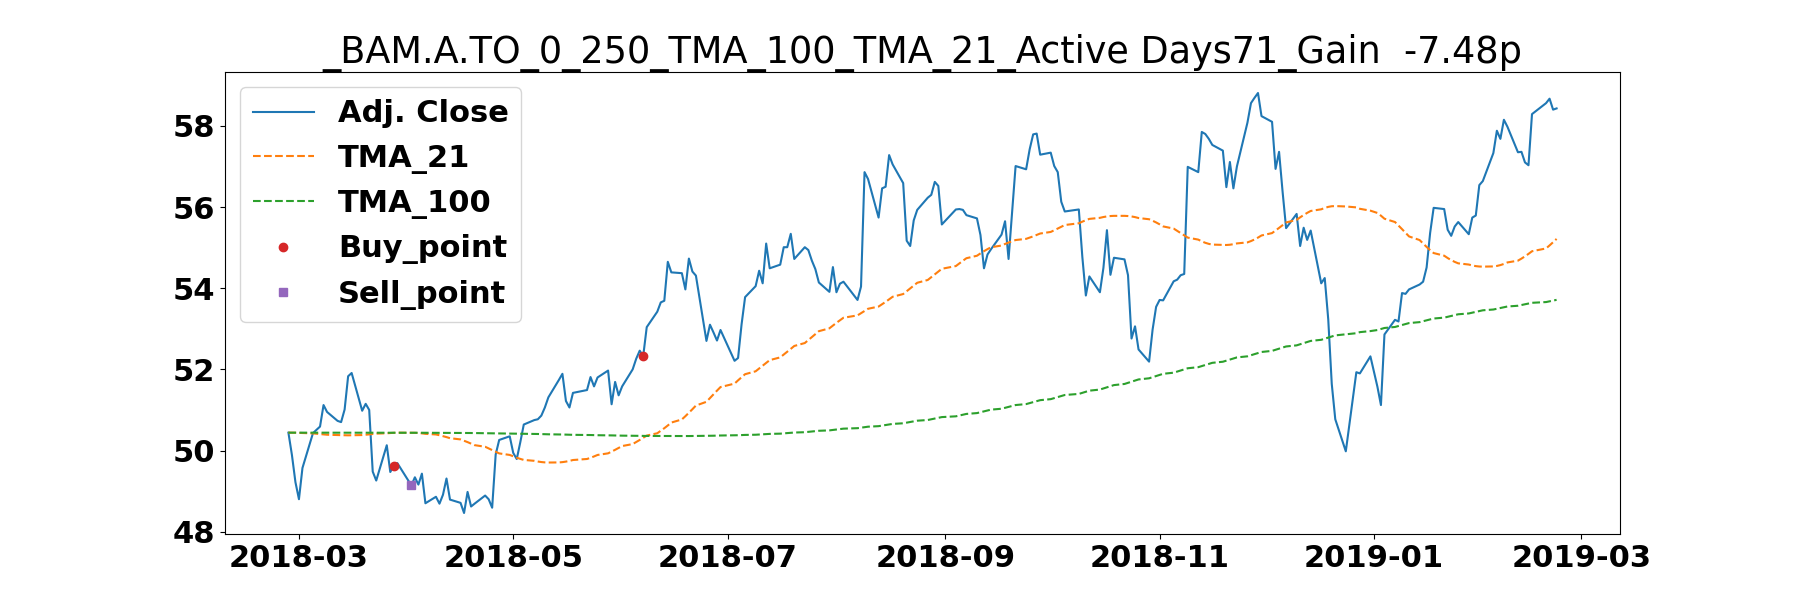 _BAM.A.TO_0_250_TMA_100_TMA_21_Active Days71_Gain  -7.48p
Adj. Close
TMA_21
TMA_100
Buy_point
Sell_point
58
56
54
52
50
48
2018-03 2018-05 2018-07 2018-09 2018-11 2019-01 2019-03